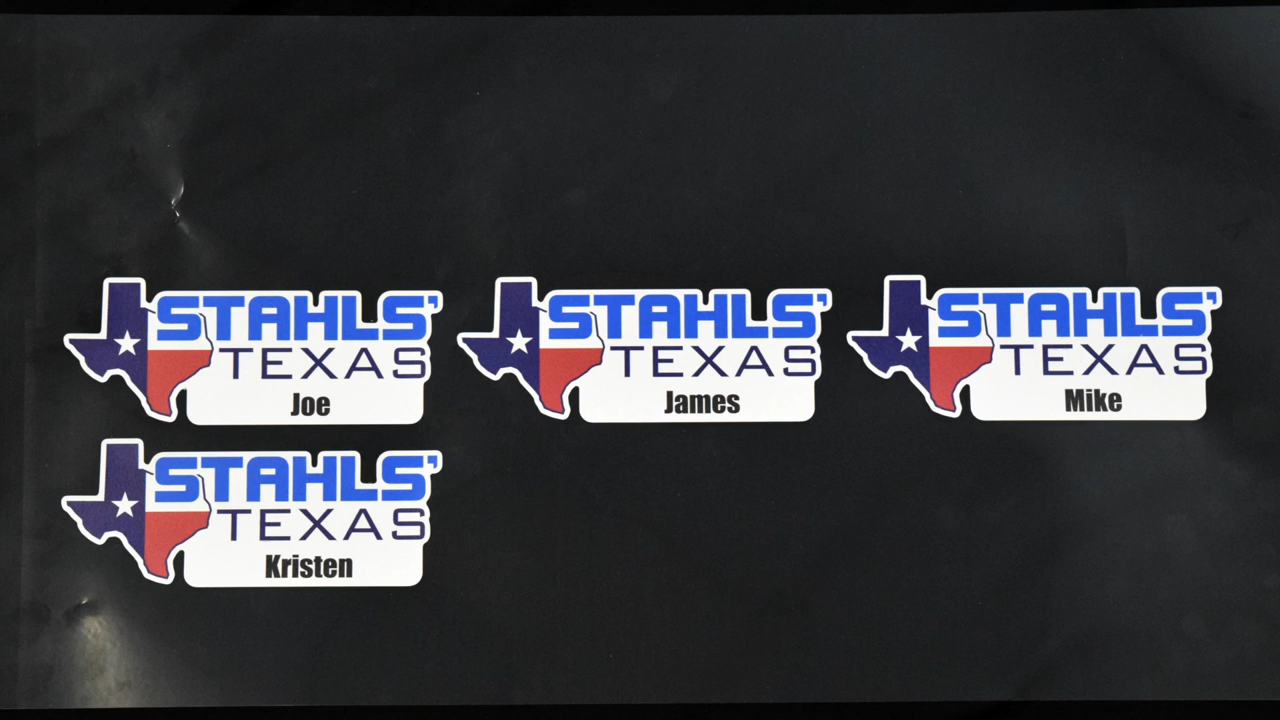 STAHLS'
TEXAS
Joe
STAHLS'
TEXAS
James
STAHLS'
TEXAS
Mike
STAHLS'
TEXAS
Kristen